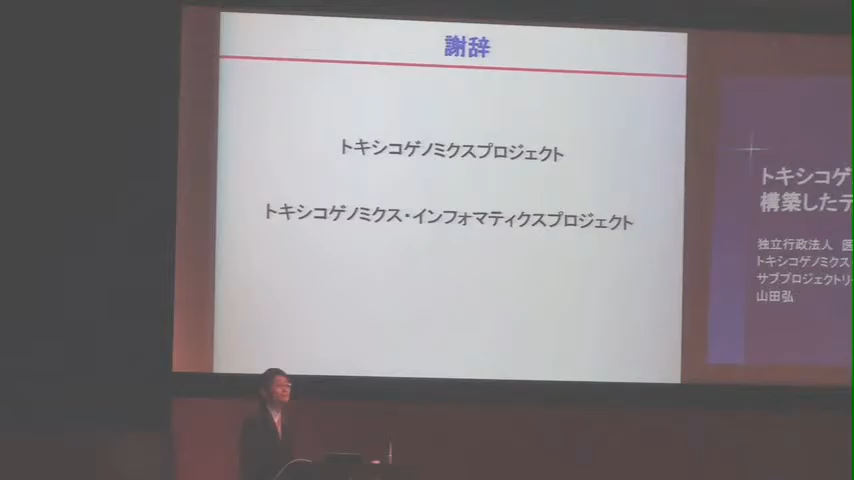 謝辞
トキシコゲノミクスプロジェクト
トキシコゲノミクス・インフォマティクスプロジェクト
トキシコゲ
構築したデ
独立行政法人 医
トキシコゲノミクス
サブプロジェクトリ
山田弘